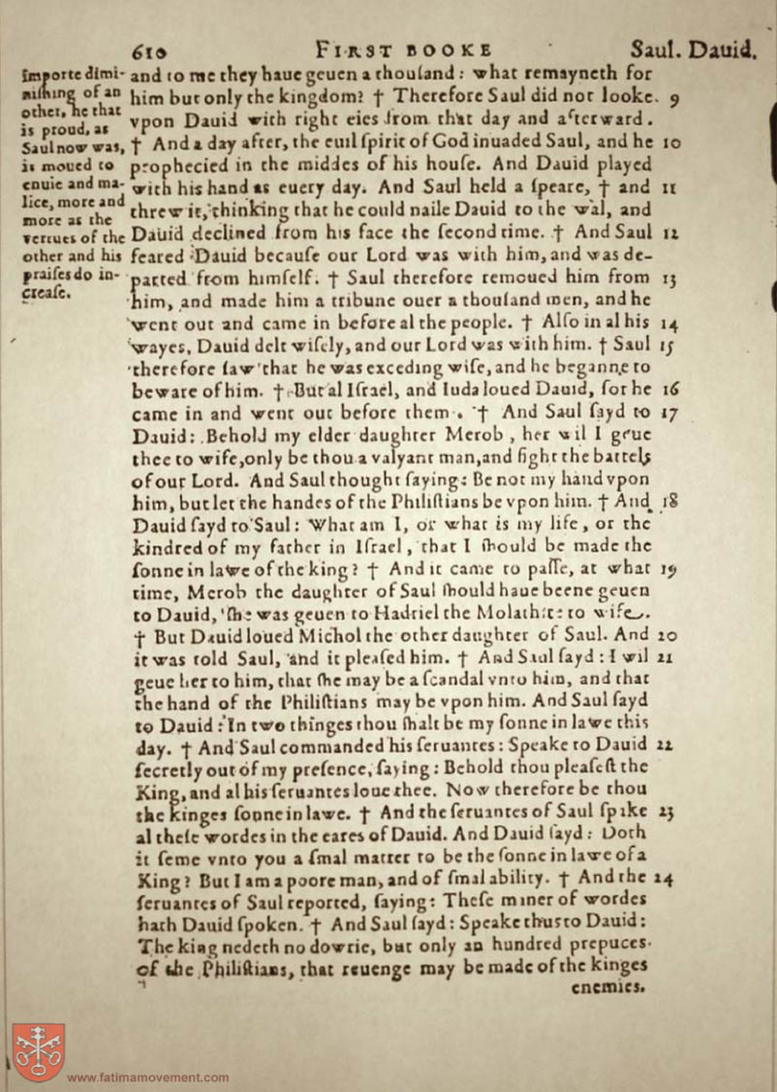 610 FIRST BOOKE Saul. Dauid.
Importe dimi-
nishing of an
other, he that
is proud, as
Saul now was,
is moued to
enuie and ma-
lice, more and
more as the
vertues of the
other and his
praises do in-
crease.
and to me they haue geuen a thouſand: what remayneth for
him but only the kingdom? † Therefore Saul did not looke. 9
vpon Dauid with right eies from that day and afterward.
† And a day after, the euil ſpirit of God inuaded Saul, and he 10
prophecied in the middes of his houſe. And Dauid played
with his hand as euery day. And Saul held a ſpeare, † and 11
threw it, thinking that he could naile Dauid to the wal, and
Dauid declined from his face the ſecond time. † And Saul 12
feared Dauid becauſe our Lord was with him, and was de-
parted from himſelf. † Saul therefore remoued him from 13
him, and made him a tribune ouer a thouſand men, and he
went out and came in before al the people. † Alſo in al his 14
wayes, Dauid delt wiſely, and our Lord was with him. † Saul 15
therefore ſaw that he was exceding wiſe, and he beganne to
beware of him. † But al Iſrael, and Iuda loued Dauid, for he 16
came in and went out before them. † And Saul ſayd to 17
Dauid: Behold my elder daughter Merob, her wil I geue
thee to wife, only be thou a valyant man, and fight the battels
of our Lord. And Saul thought ſaying: Be not my hand vpon
him, but let the handes of the Philiſtians be vpon him. † And 18
Dauid ſayd to Saul: What am I, or what is my life, or the
kindred of my father in Iſrael, that I ſhould be made the
ſonne in lawe of the king? † And it came to paſſe, at what 19
time, Merob the daughter of Saul ſhould haue beene geuen
to Dauid, ſhe was geuen to Hadriel the Molathite to wife.
† But Dauid loued Michol the other daughter of Saul. And 20
it was told Saul, and it pleaſed him. † And Saul ſayd: I wil 21
geue her to him, that ſhe may be a ſcandal vnto him, and that
the hand of the Philiſtians may be vpon him. And Saul ſayd
to Dauid: In two thinges thou ſhalt be my ſonne in lawe this
day. † And Saul commanded his ſeruantes: Speake to Dauid 22
ſecretly out of my preſence, ſaying: Behold thou pleaſeſt the
King, and al his ſeruantes loue thee. Now therefore be thou
the kinges ſonne in lawe. † And the ſeruantes of Saul ſpake 23
al theſe wordes in the eares of Dauid. And Dauid ſayd: Doth
it ſeme vnto you a ſmal matter to be the ſonne in lawe of a
King? But I am a poore man, and of ſmal ability. † And the 24
ſeruantes of Saul reported, ſaying: Theſe maner of wordes
hath Dauid ſpoken. † And Saul ſayd: Speake thus to Dauid:
The king nedeth no dowrie, but only an hundred prepuces
of the Philiſtians, that reuenge may be made of the kinges
enemies.
www.fatimamovement.com